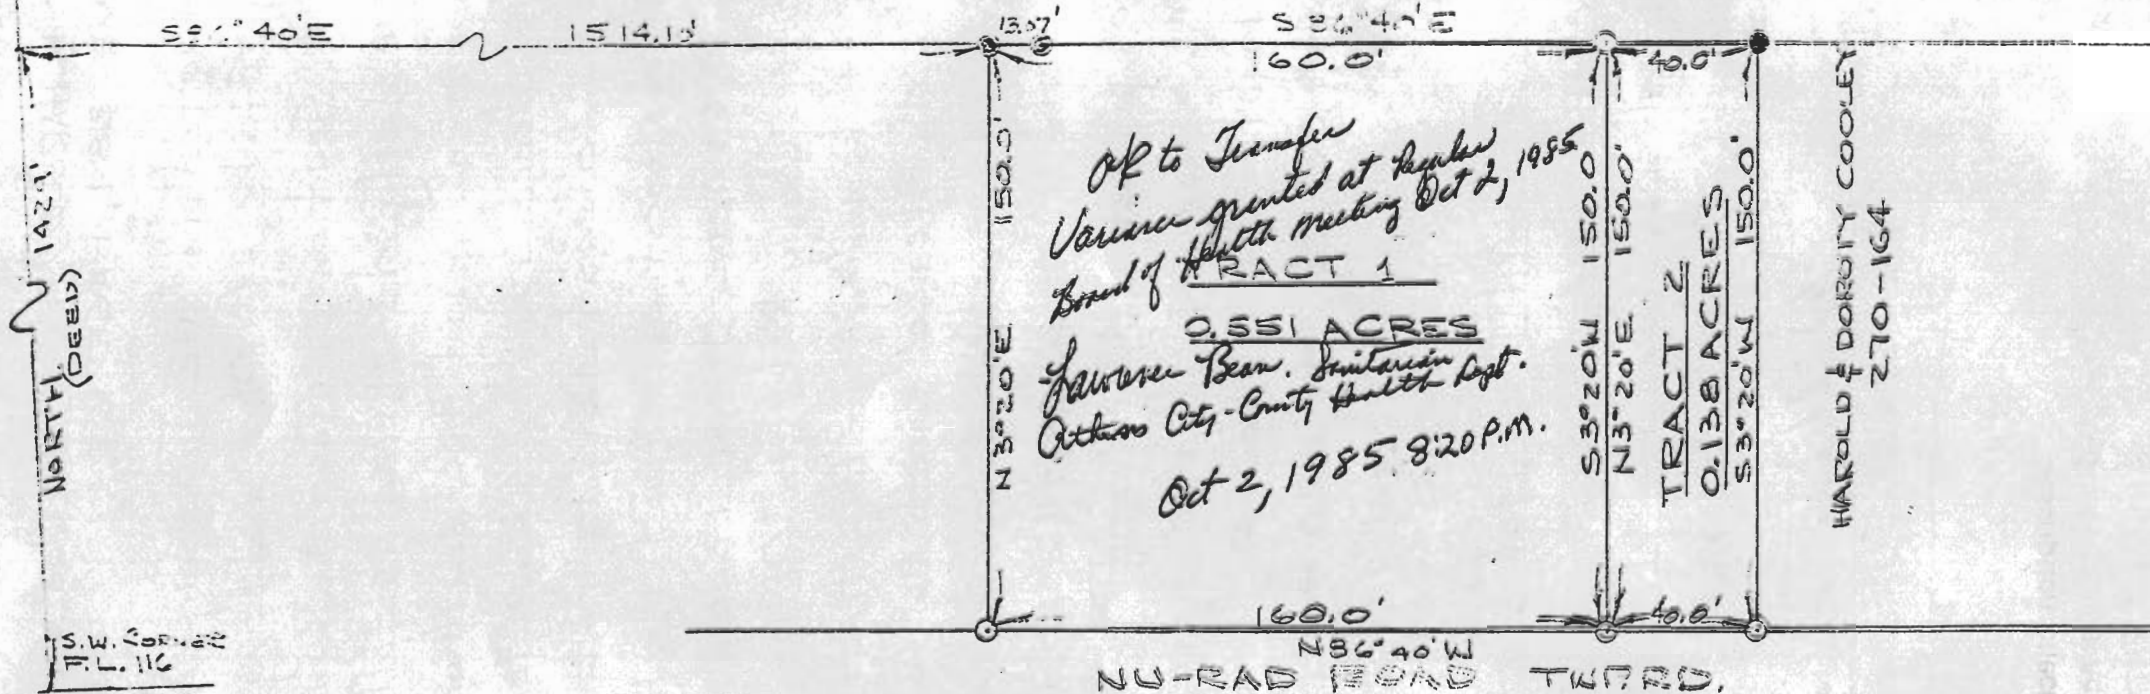 S 86° 40' E
1514.15'
13.57'
S 86° 40' E
160.0'
40.0'
1424.1'
NORTH
(DEED)
S.W. CORNER
F.L. 116
150.0'
N 3° 20' E
OK to Transfer
Variance granted at Regular
Board of Health meeting Oct 2, 1985
TRACT 1
0.551 ACRES
Lawrence Bean, Sanitarian
Athens City-County Health Dept.
Oct 2, 1985 8:20 P.M.
S 3° 20' W 150.0
N 3° 20' E 150.0'
TRACT 2
0.138 ACRES
S 3° 20' W 150.0'
HAROLD & DOROTY COOLEY
270-164
160.0'
40.0'
N 86° 40' W
NU-RAD ROAD TWP. RD.